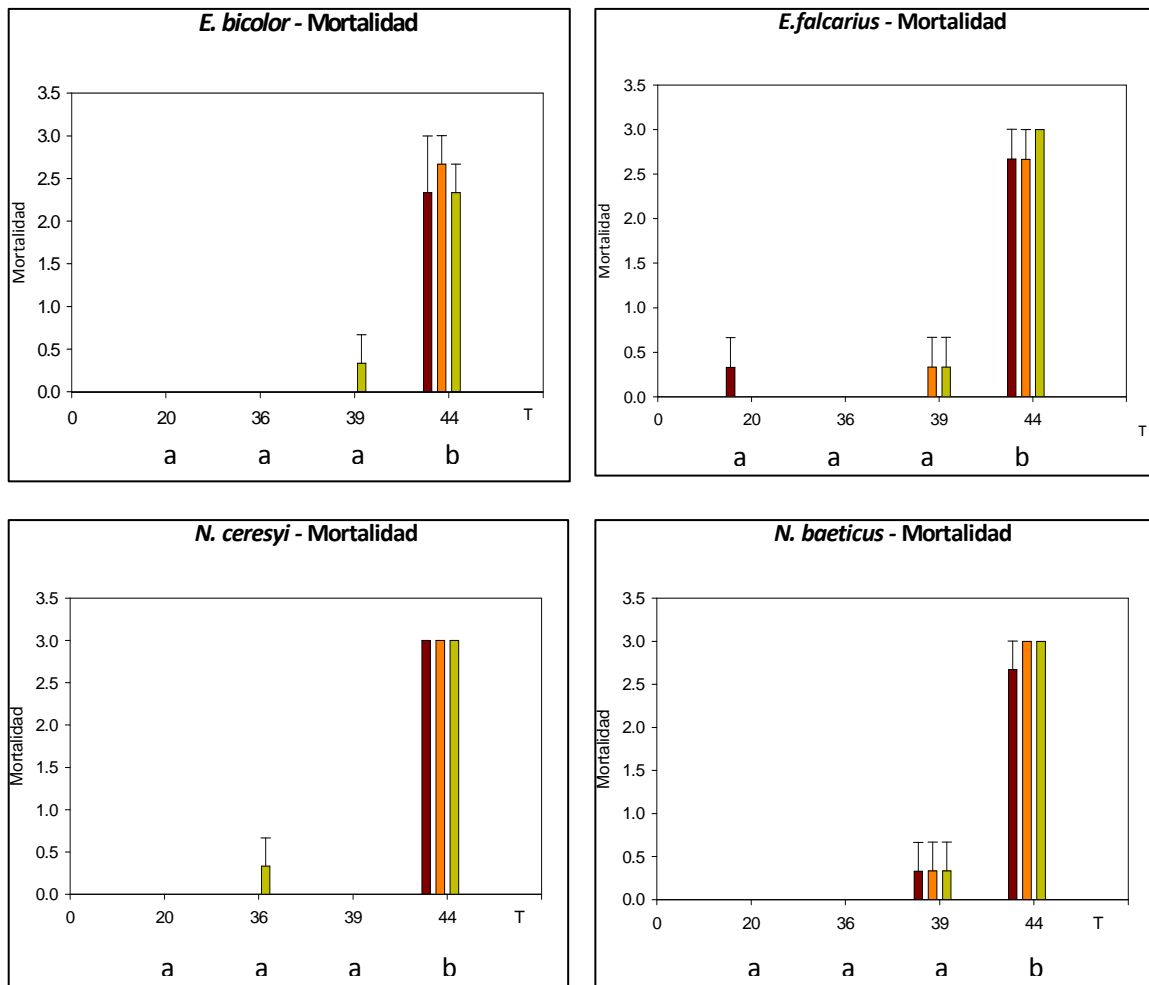 E. bicolor - Mortalidad
3.5
3.0
2.5
2.0
1.5
1.0
0.5
0.0
Mortalidad
0 20 36 39 44 T
a a a b
E.falcarius - Mortalidad
3.5
3.0
2.5
2.0
1.5
1.0
0.5
0.0
Mortalidad
0 20 36 39 44 T
a a a b
N. ceresyi - Mortalidad
3.5
3.0
2.5
2.0
1.5
1.0
0.5
0.0
Mortalidad
0 20 36 39 44 T
a a a b
N. baeticus - Mortalidad
3.5
3.0
2.5
2.0
1.5
1.0
0.5
0.0
Mortalidad
0 20 36 39 44 T
a a a b